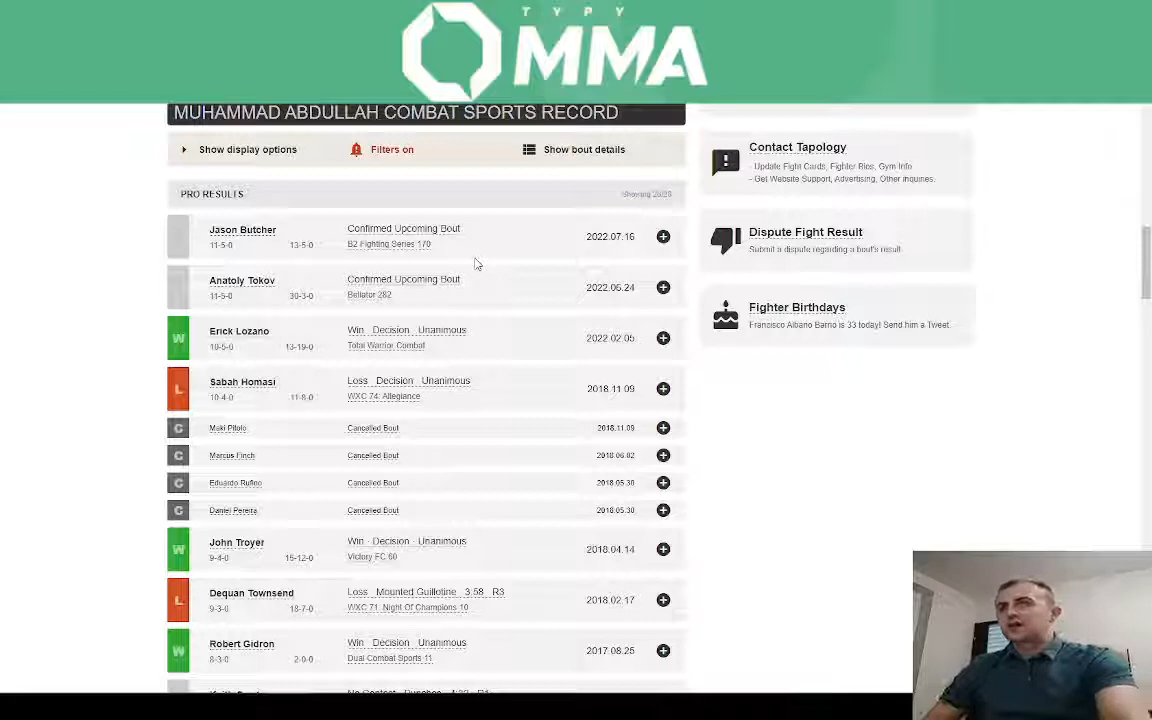 TYPY
MMA
MUHAMMAD ABDULLAH COMBAT SPORTS RECORD
Show display options
Filters on
Show bout details
PRO RESULTS
Jason Butcher
Confirmed Upcoming Bout
11-5-0
13-5-0
B2 Fighting Series 170
2022.07.16
Anatoly Tokov
Confirmed Upcoming Bout
11-5-0
30-3-0
Bellator 282
2022.06.24
W
Erick Lozano
Win Decision Unanimous
10-5-0
13-19-0
Total Warrior Combat
2022.02.05
L
Sabah Homasi
Loss Decision Unanimous
10-4-0
11-8-0
WXC 74: Allegiance
2018.11.09
C
Maki Pitolo
Cancelled Bout
2018.11.09
C
Marcus Finch
Cancelled Bout
2018.06.02
C
Eduardo Rufino
Cancelled Bout
2018.05.30
C
Daniel Pereira
Cancelled Bout
2018.05.30
W
John Troyer
Win · Decision · Unanimous
9-4-0
15-12-0
Victory FC 60
2018.04.14
L
Dequan Townsend
Loss Mounted Guillotine 3:58 R3
9-3-0
18-7-0
WXC 71: Night Of Champions 10
2018.02.17
W
Robert Gidron
Win Decision Unanimous
8-3-0
2-0-0
Dual Combat Sports 11
2017.08.25
Contact Tapology
- Update Fight Cards, Fighter Bios, Gym Info
- Get Website Support, Advertising, Other Inquiries.
Dispute Fight Result
Submit a dispute regarding a bout's result
Fighter Birthdays
Francisco Albano Barrio is 33 today! Send him a Tweet.